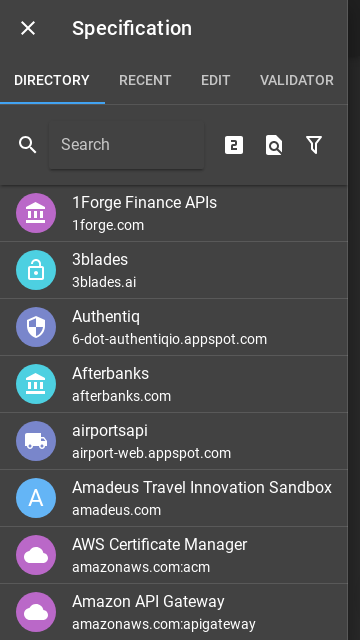 Specification
DIRECTORY RECENT EDIT VALIDATOR
Search
2
1Forge Finance APIs
1forge.com
3blades
3blades.ai
Authentiq
6-dot-authentiqio.appspot.com
Afterbanks
afterbanks.com
airportsapi
airport-web.appspot.com
A
Amadeus Travel Innovation Sandbox
amadeus.com
AWS Certificate Manager
amazonaws.com:acm
Amazon API Gateway
amazonaws.com:apigateway